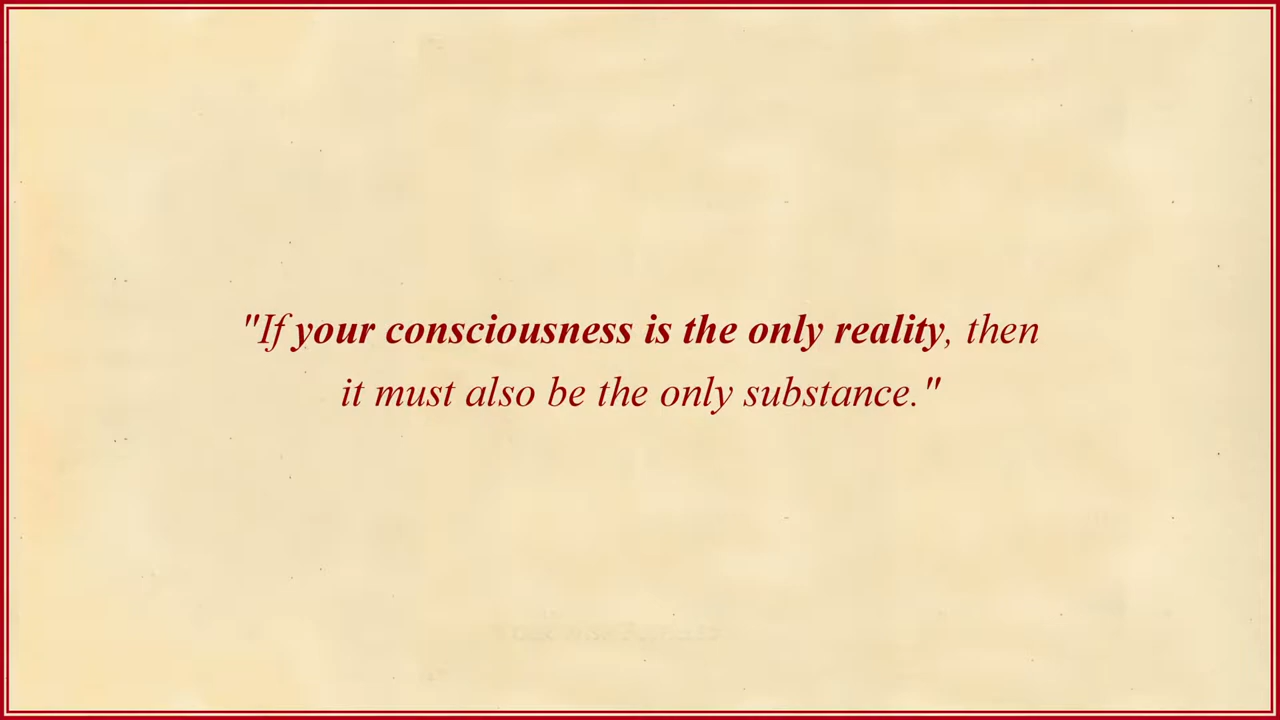 "If your consciousness is the only reality, then
it must also be the only substance."